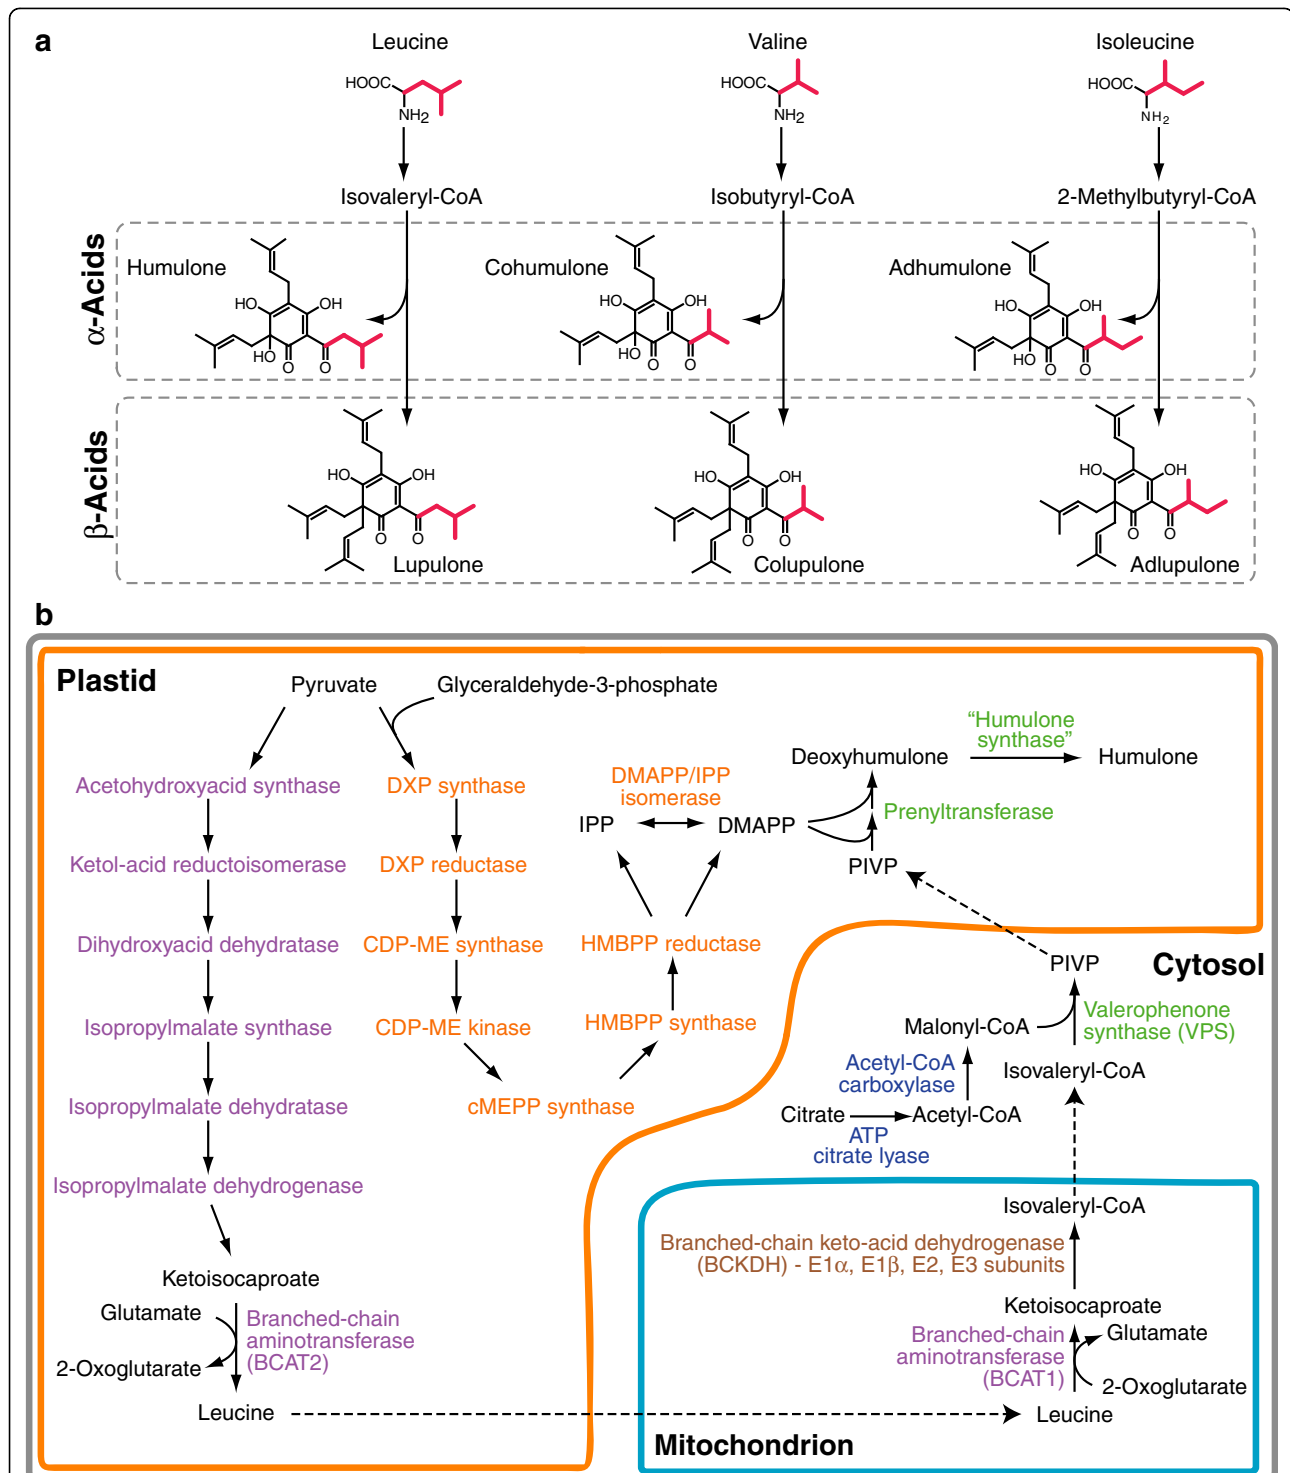 a
Leucine
Valine
Isoleucine
HOOC
NH2
HOOC
NH2
HOOC
NH2
Isovaleryl-CoA
Isobutyryl-CoA
2-Methylbutyryl-CoA
α-Acids
Humulone
HO
OH
HO
O
O
Cohumulone
HO
OH
HO
O
O
Adhumulone
HO
OH
HO
O
O
β-Acids
HO
OH
O
O
Lupulone
HO
OH
O
O
Colupulone
HO
OH
O
O
Adlupulone
b
Plastid
Pyruvate
Glyceraldehyde-3-phosphate
Acetohydroxyacid synthase
Ketol-acid reductoisomerase
Dihydroxyacid dehydratase
Isopropylmalate synthase
Isopropylmalate dehydratase
Isopropylmalate dehydrogenase
Ketoisocaproate
Glutamate
2-Oxoglutarate
Branched-chain
aminotransferase
(BCAT2)
Leucine
DXP synthase
DXP reductase
CDP-ME synthase
CDP-ME kinase
cMEPP synthase
HMBPP synthase
HMBPP reductase
IPP
DMAPP/IPP
isomerase
DMAPP
Deoxyhumulone
"Humulone
synthase"
Humulone
Prenyltransferase
PIVP
Cytosol
PIVP
Malonyl-CoA
Valerophenone
synthase (VPS)
Acetyl-CoA
carboxylase
Isovaleryl-CoA
Citrate
Acetyl-CoA
ATP
citrate lyase
Isovaleryl-CoA
Branched-chain keto-acid dehydrogenase
(BCKDH) - E1α, E1β, E2, E3 subunits
Ketoisocaproate
Branched-chain
aminotransferase
(BCAT1)
Glutamate
2-Oxoglutarate
Leucine
Mitochondrion